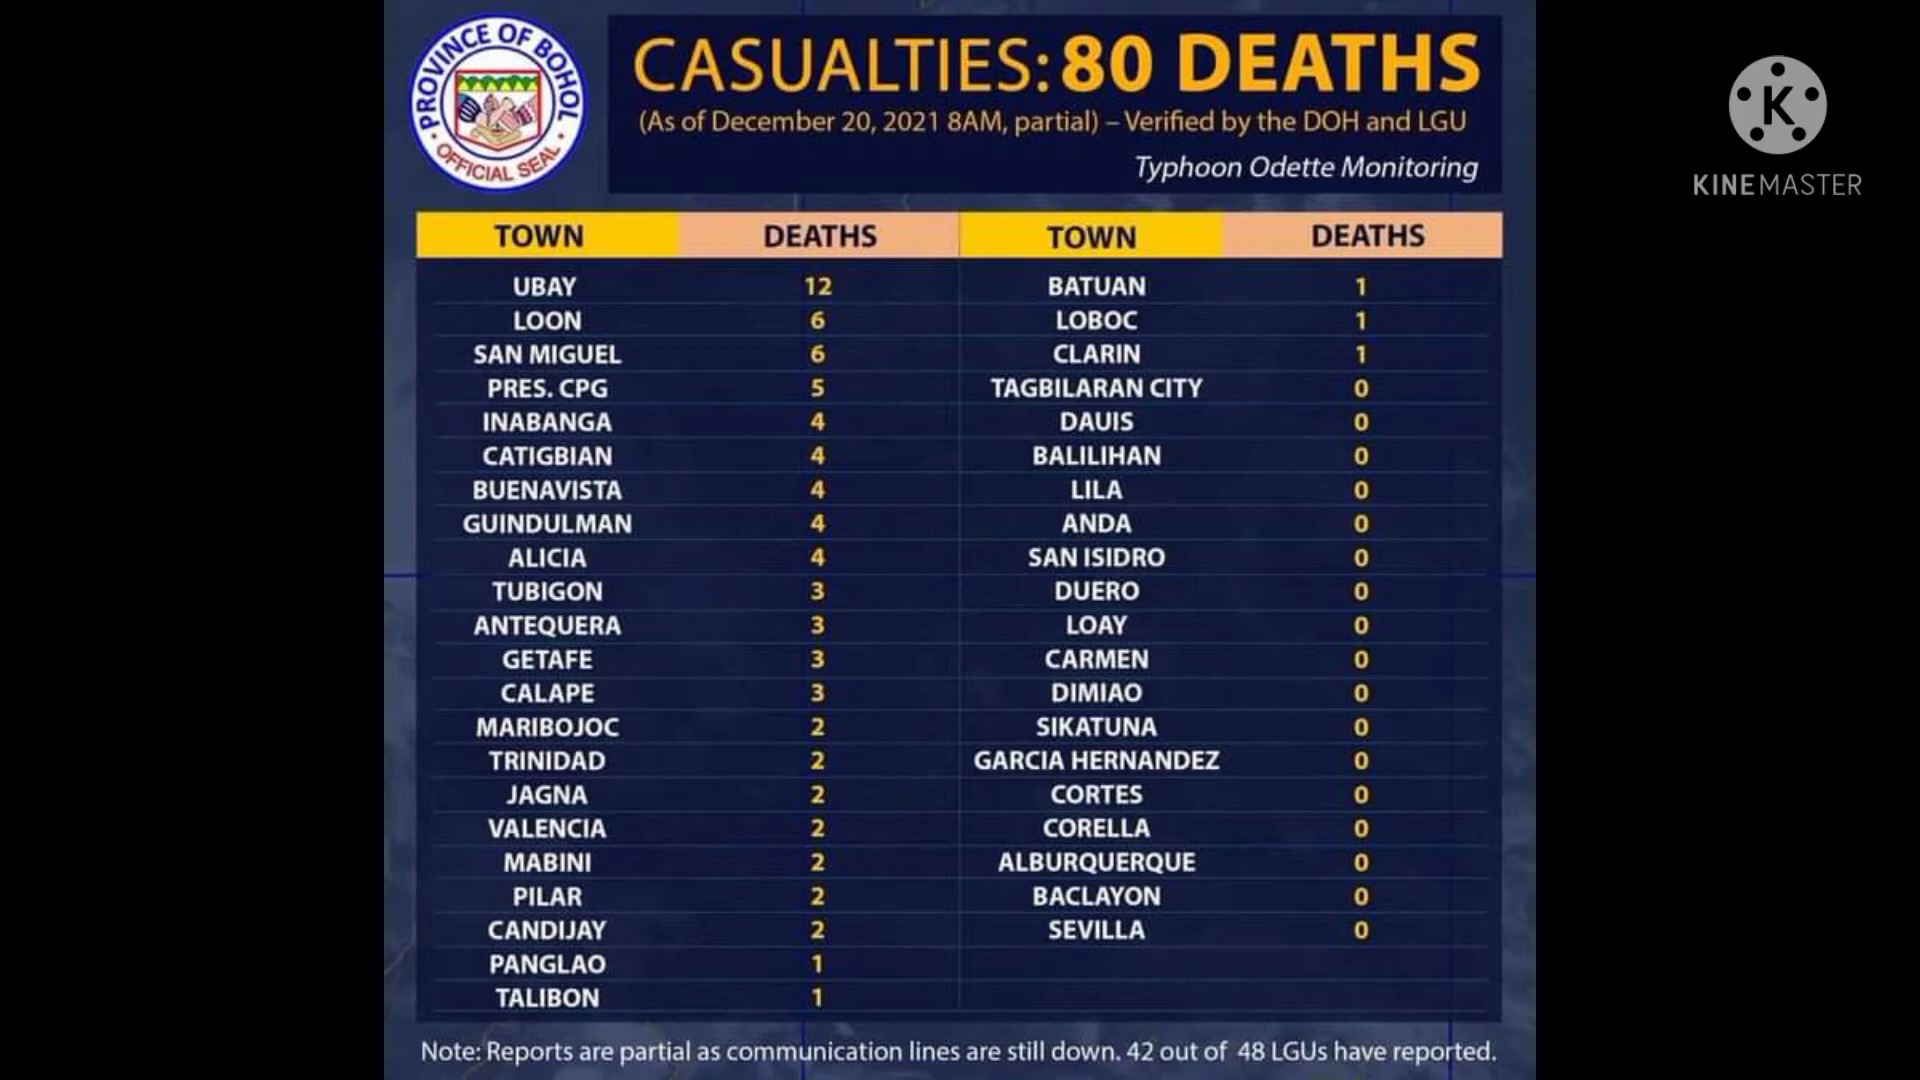 PROVINCE OF BOHOL
OFFICIAL SEAL
CASUALTIES: 80 DEATHS
(As of December 20, 2021 8AM, partial) – Verified by the DOH and LGU
Typhoon Odette Monitoring
K
KINEMASTER
TOWN DEATHS TOWN DEATHS
UBAY 12 BATUAN 1
LOON 6 LOBOC 1
SAN MIGUEL 6 CLARIN 1
PRES. CPG 5 TAGBILARAN CITY 0
INABANGA 4 DAUIS 0
CATIGBIAN 4 BALILIHAN 0
BUENAVISTA 4 LILA 0
GUINDULMAN 4 ANDA 0
ALICIA 4 SAN ISIDRO 0
TUBIGON 3 DUERO 0
ANTEQUERA 3 LOAY 0
GETAFE 3 CARMEN 0
CALAPE 3 DIMIAO 0
MARIBOJOC 2 SIKATUNA 0
TRINIDAD 2 GARCIA HERNANDEZ 0
JAGNA 2 CORTES 0
VALENCIA 2 CORELLA 0
MABINI 2 ALBURQUERQUE 0
PILAR 2 BACLAYON 0
CANDIJAY 2 SEVILLA 0
PANGLAO 1
TALIBON 1
Note: Reports are partial as communication lines are still down. 42 out of 48 LGUs have reported.